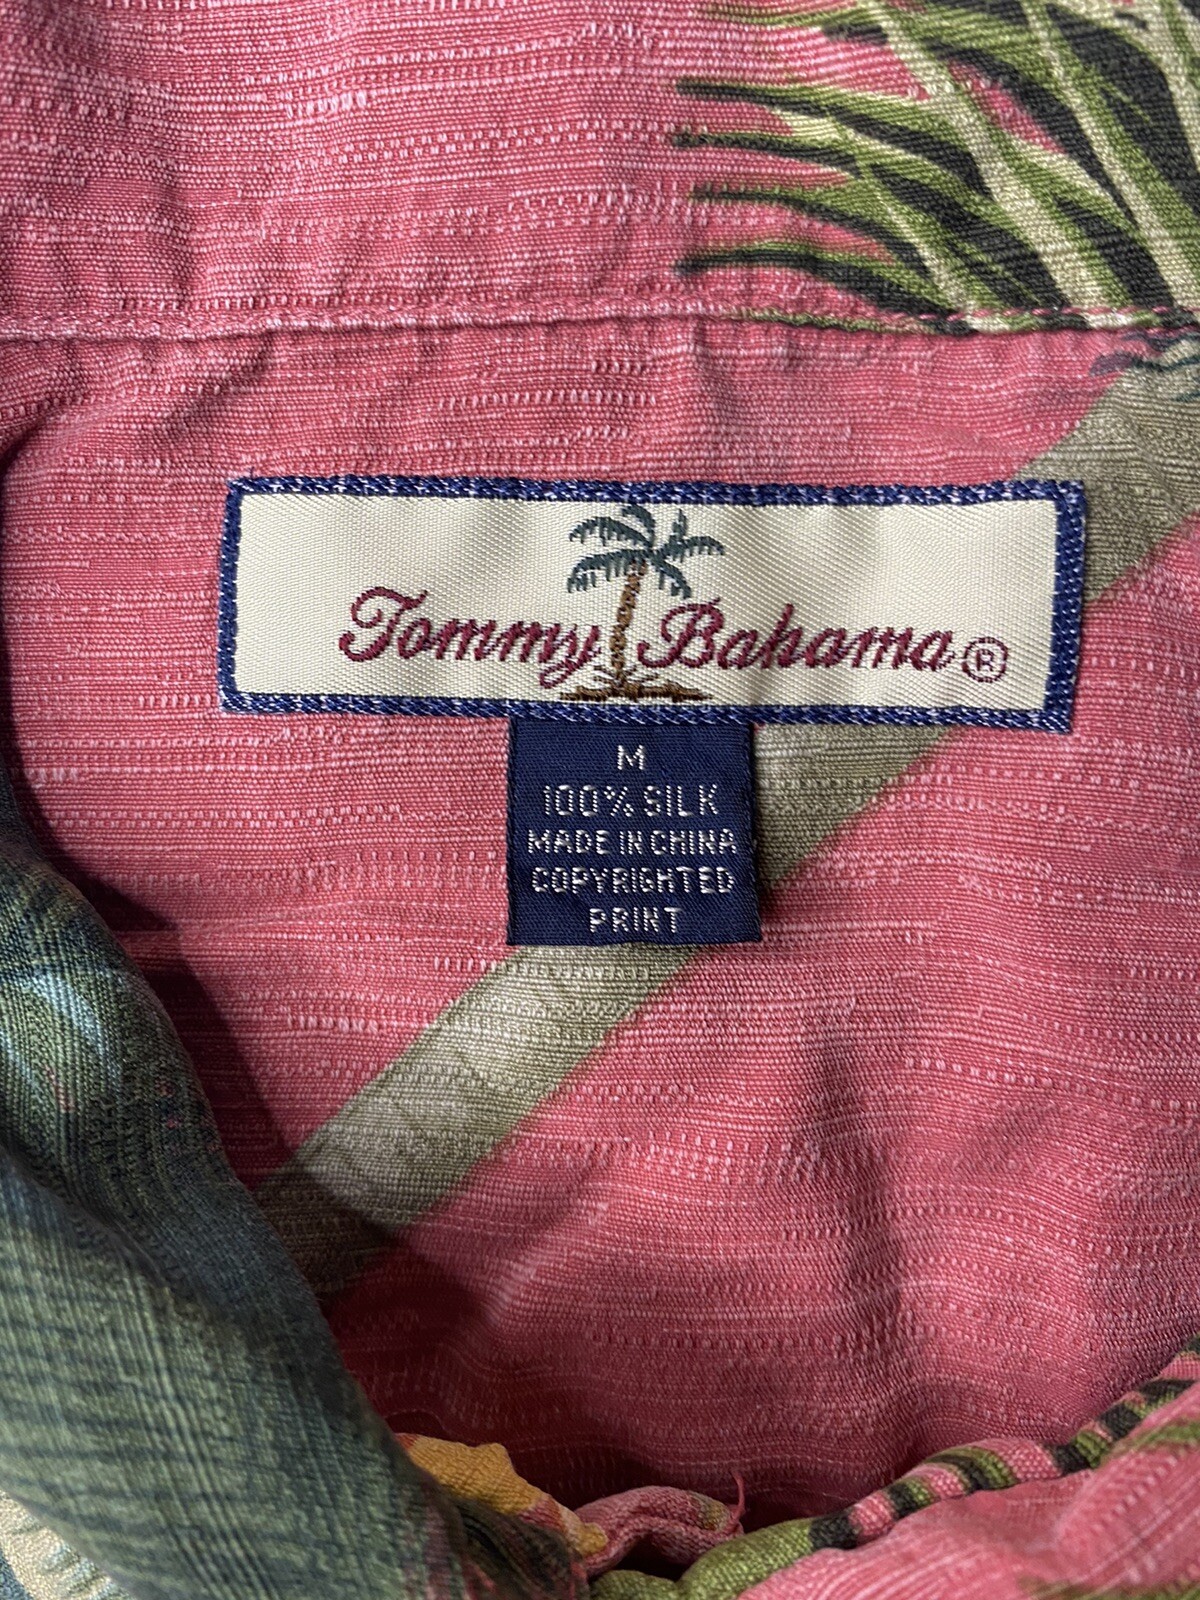 Tommy Bahama ®
M
100% SILK
MADE IN CHINA
COPYRIGHTED
PRINT